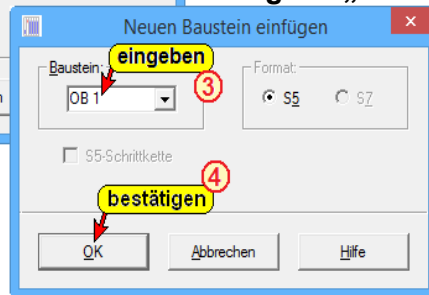 Neuen Baustein einfügen
Baustein:
eingeben
Format:
OB 1
3
S5
S7
S5-Schrittkette
4
bestätigen
OK
Abbrechen
Hilfe